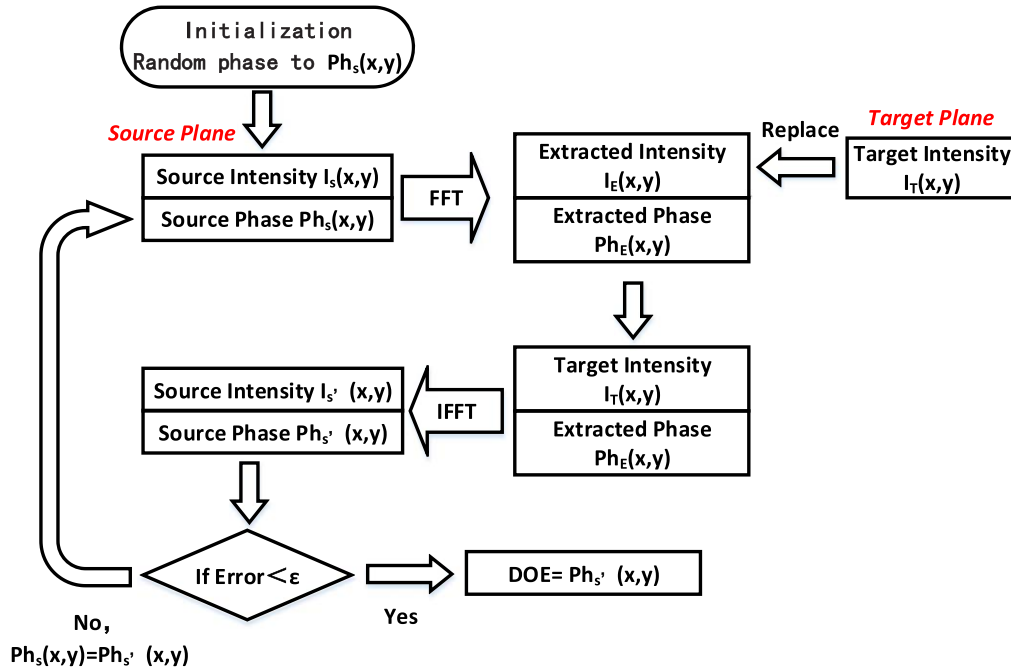 Initialization
Random phase to Phs(x,y)
Source Plane
Source Intensity Is(x,y)
Source Phase Phs(x,y)
FFT
Extracted Intensity
IE(x,y)
Extracted Phase
PhE(x,y)
Replace
Target Plane
Target Intensity
IT(x,y)
Target Intensity
IT(x,y)
Extracted Phase
PhE(x,y)
IFFT
Source Intensity Is’ (x,y)
Source Phase Phs’ (x,y)
If Error＜ε
Yes
DOE= Phs’ (x,y)
No，
Phs(x,y)=Phs’ (x,y)